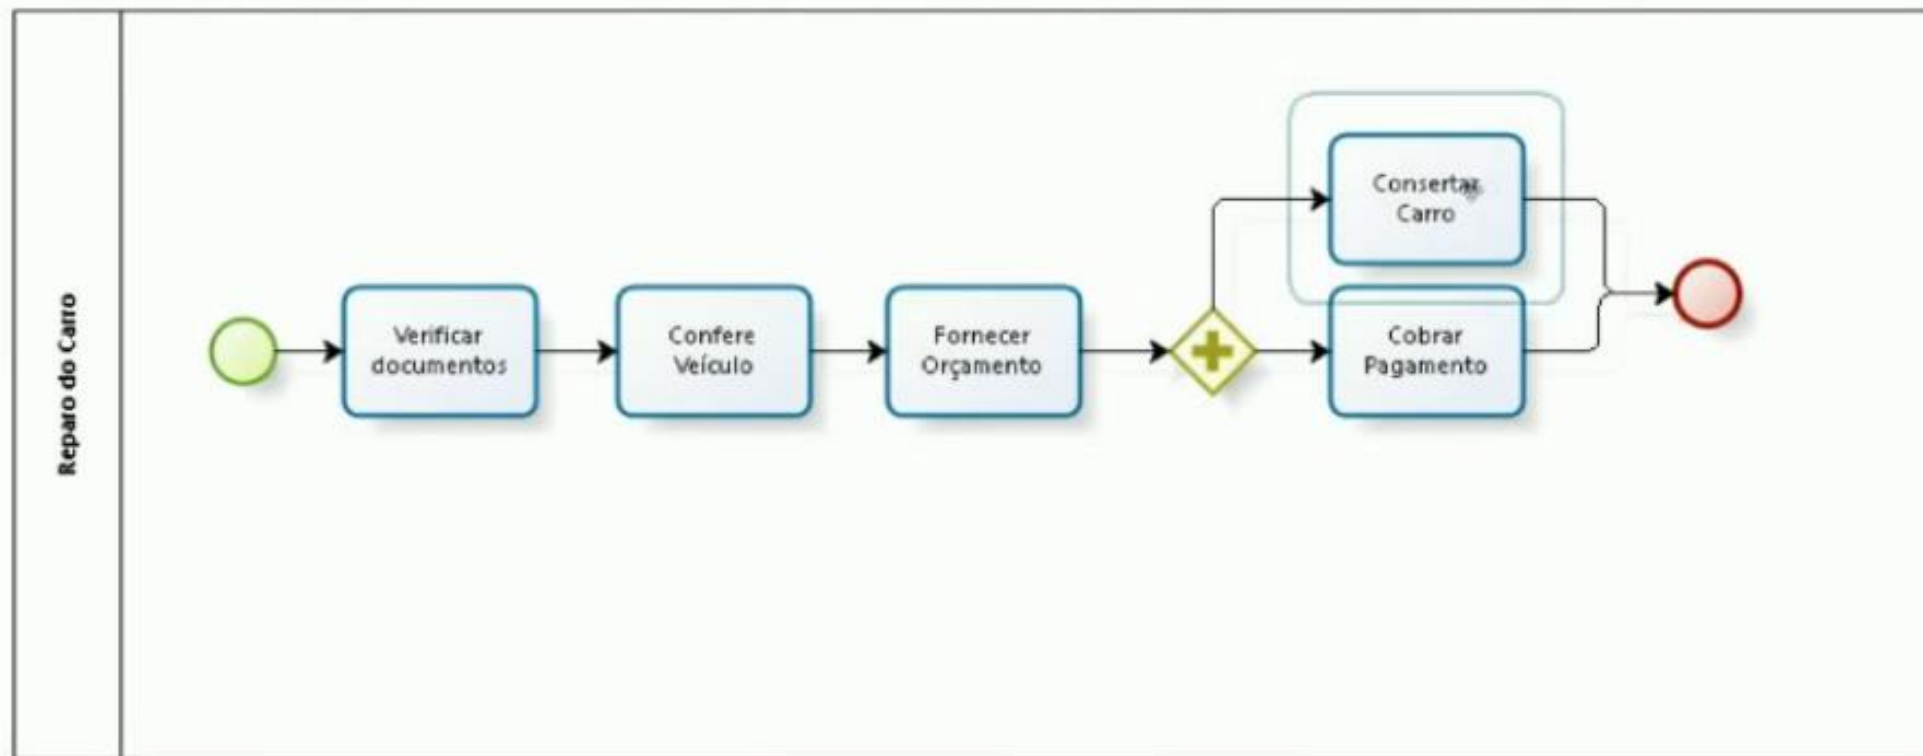 Reparo do Carro
Verificar
documentos
Confere
Veículo
Fornecer
Orçamento
Consertar
Carro
Cobrar
Pagamento